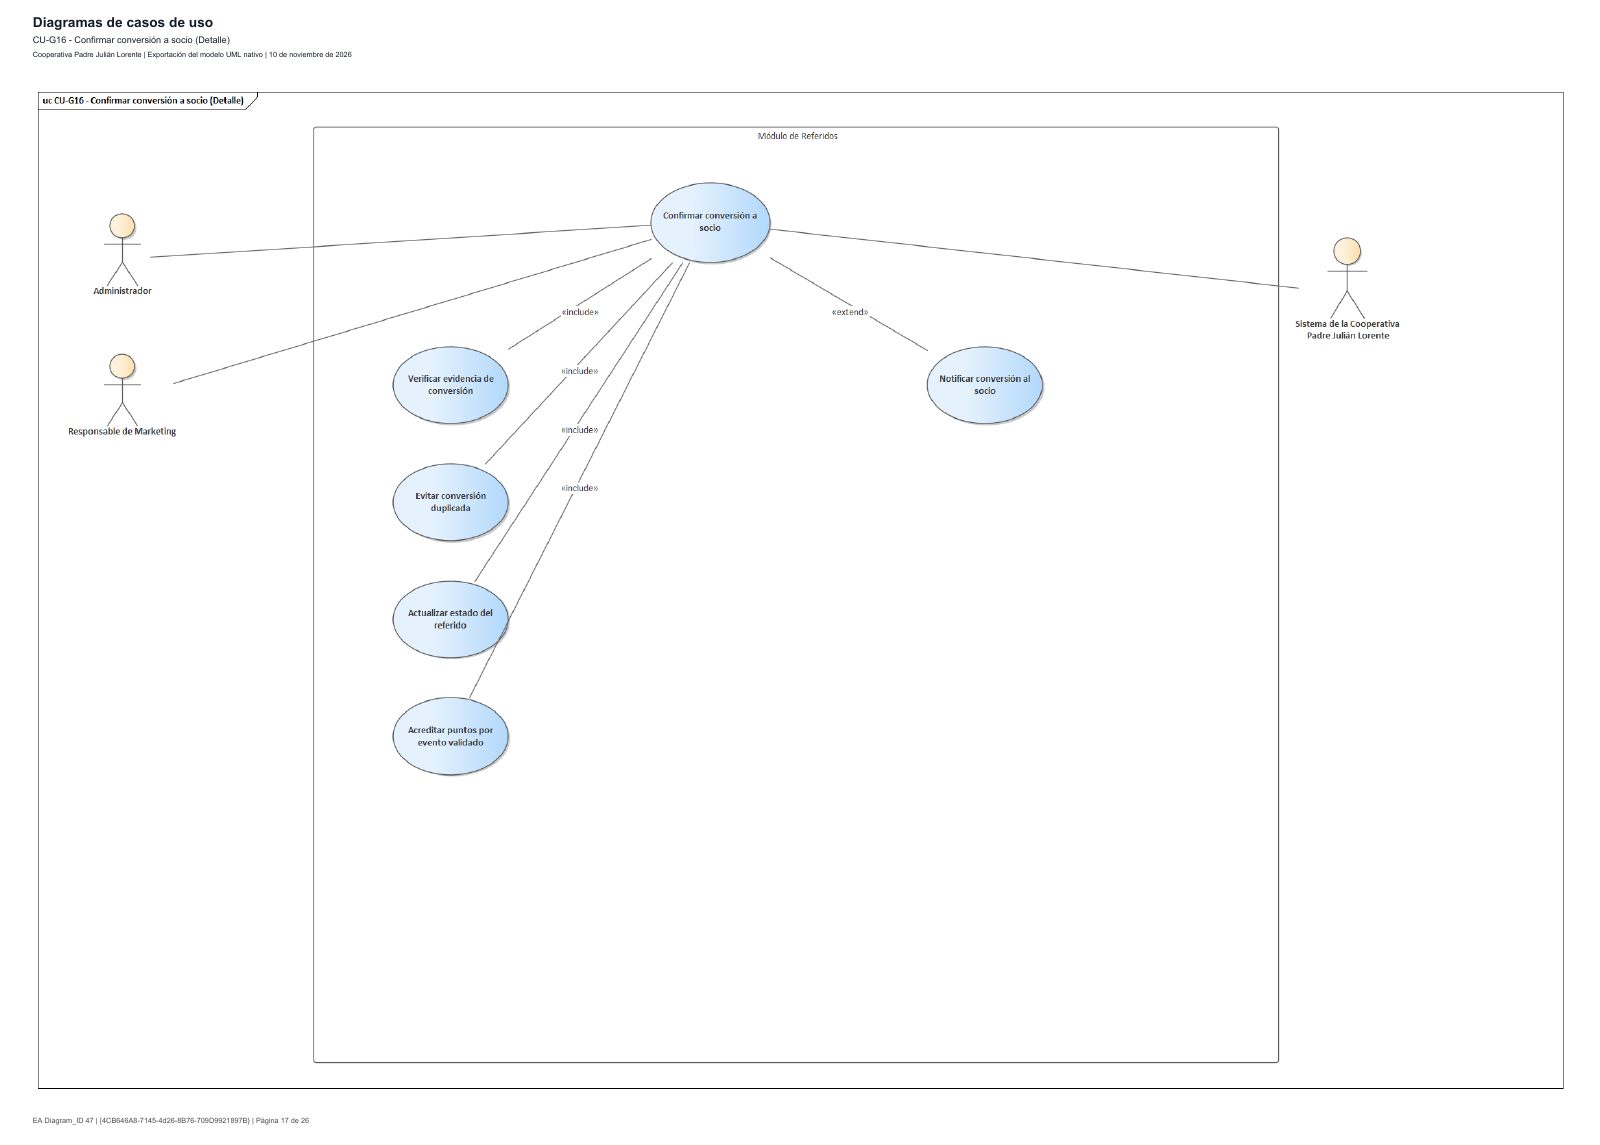 Diagramas de casos de uso
CU-G16 - Confirmar conversión a socio (Detalle)
Cooperativa Padre Julián Lorente | Exportación del modelo UML nativo | 10 de noviembre de 2026
uc CU-G16 - Confirmar conversión a socio (Detalle)
Módulo de Referidos
Confirmar conversión a
socio
Administrador
Sistema de la Cooperativa
Padre Julián Lorente
«include»
«extend»
Verificar evidencia de
conversión
«include»
Notificar conversión al
socio
Responsable de Marketing
«include»
Evitar conversión
duplicada
«include»
Actualizar estado del
referido
Acreditar puntos por
evento validado
EA Diagram_ID 47 | {4CB646A8-7145-4d26-8B76-709D9921897B} | Página 17 de 26